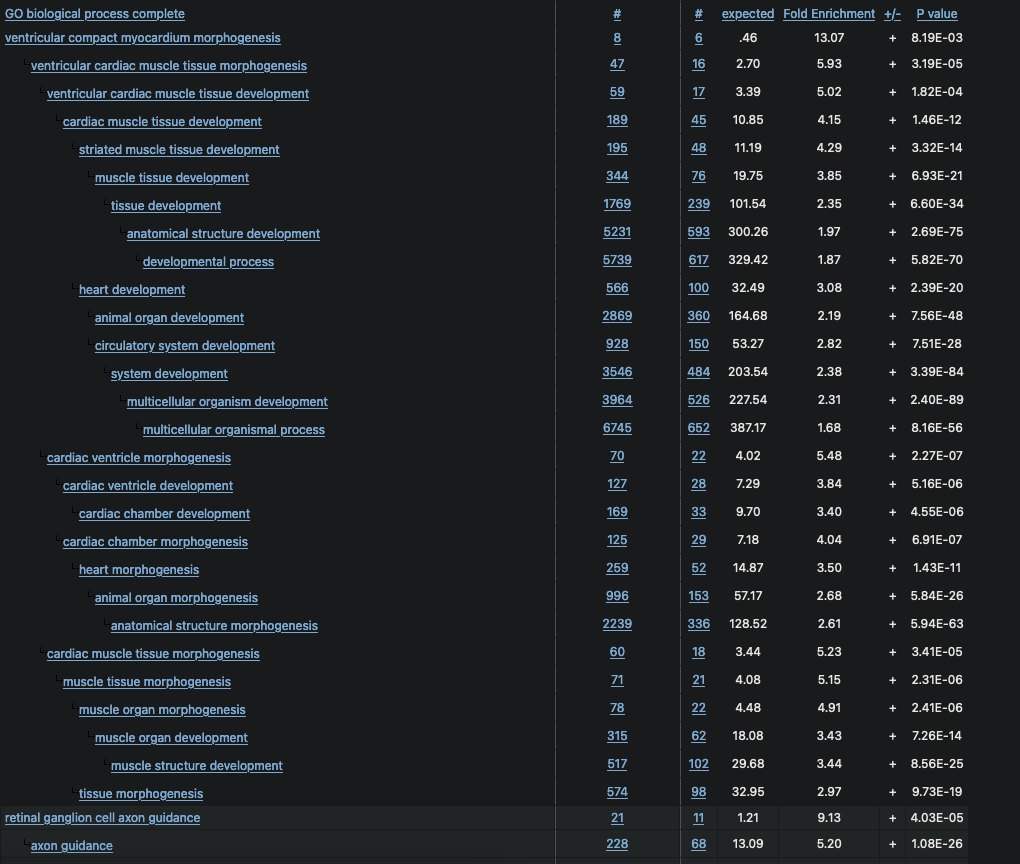 GO biological process complete # # expected Fold Enrichment +/- P value
ventricular compact myocardium morphogenesis 8 6 .46 13.07 + 8.19E-03
ventricular cardiac muscle tissue morphogenesis 47 16 2.70 5.93 + 3.19E-05
ventricular cardiac muscle tissue development 59 17 3.39 5.02 + 1.82E-04
cardiac muscle tissue development 189 45 10.85 4.15 + 1.46E-12
striated muscle tissue development 195 48 11.19 4.29 + 3.32E-14
muscle tissue development 344 76 19.75 3.85 + 6.93E-21
tissue development 1769 239 101.54 2.35 + 6.60E-34
anatomical structure development 5231 593 300.26 1.97 + 2.69E-75
developmental process 5739 617 329.42 1.87 + 5.82E-70
heart development 566 100 32.49 3.08 + 2.39E-20
animal organ development 2869 360 164.68 2.19 + 7.56E-48
circulatory system development 928 150 53.27 2.82 + 7.51E-28
system development 3546 484 203.54 2.38 + 3.39E-84
multicellular organism development 3964 526 227.54 2.31 + 2.40E-89
multicellular organismal process 6745 652 387.17 1.68 + 8.16E-56
cardiac ventricle morphogenesis 70 22 4.02 5.48 + 2.27E-07
cardiac ventricle development 127 28 7.29 3.84 + 5.16E-06
cardiac chamber development 169 33 9.70 3.40 + 4.55E-06
cardiac chamber morphogenesis 125 29 7.18 4.04 + 6.91E-07
heart morphogenesis 259 52 14.87 3.50 + 1.43E-11
animal organ morphogenesis 996 153 57.17 2.68 + 5.84E-26
anatomical structure morphogenesis 2239 336 128.52 2.61 + 5.94E-63
cardiac muscle tissue morphogenesis 60 18 3.44 5.23 + 3.41E-05
muscle tissue morphogenesis 71 21 4.08 5.15 + 2.31E-06
muscle organ morphogenesis 78 22 4.48 4.91 + 2.41E-06
muscle organ development 315 62 18.08 3.43 + 7.26E-14
muscle structure development 517 102 29.68 3.44 + 8.56E-25
tissue morphogenesis 574 98 32.95 2.97 + 9.73E-19
retinal ganglion cell axon guidance 21 11 1.21 9.13 + 4.03E-05
axon guidance 228 68 13.09 5.20 + 1.08E-26